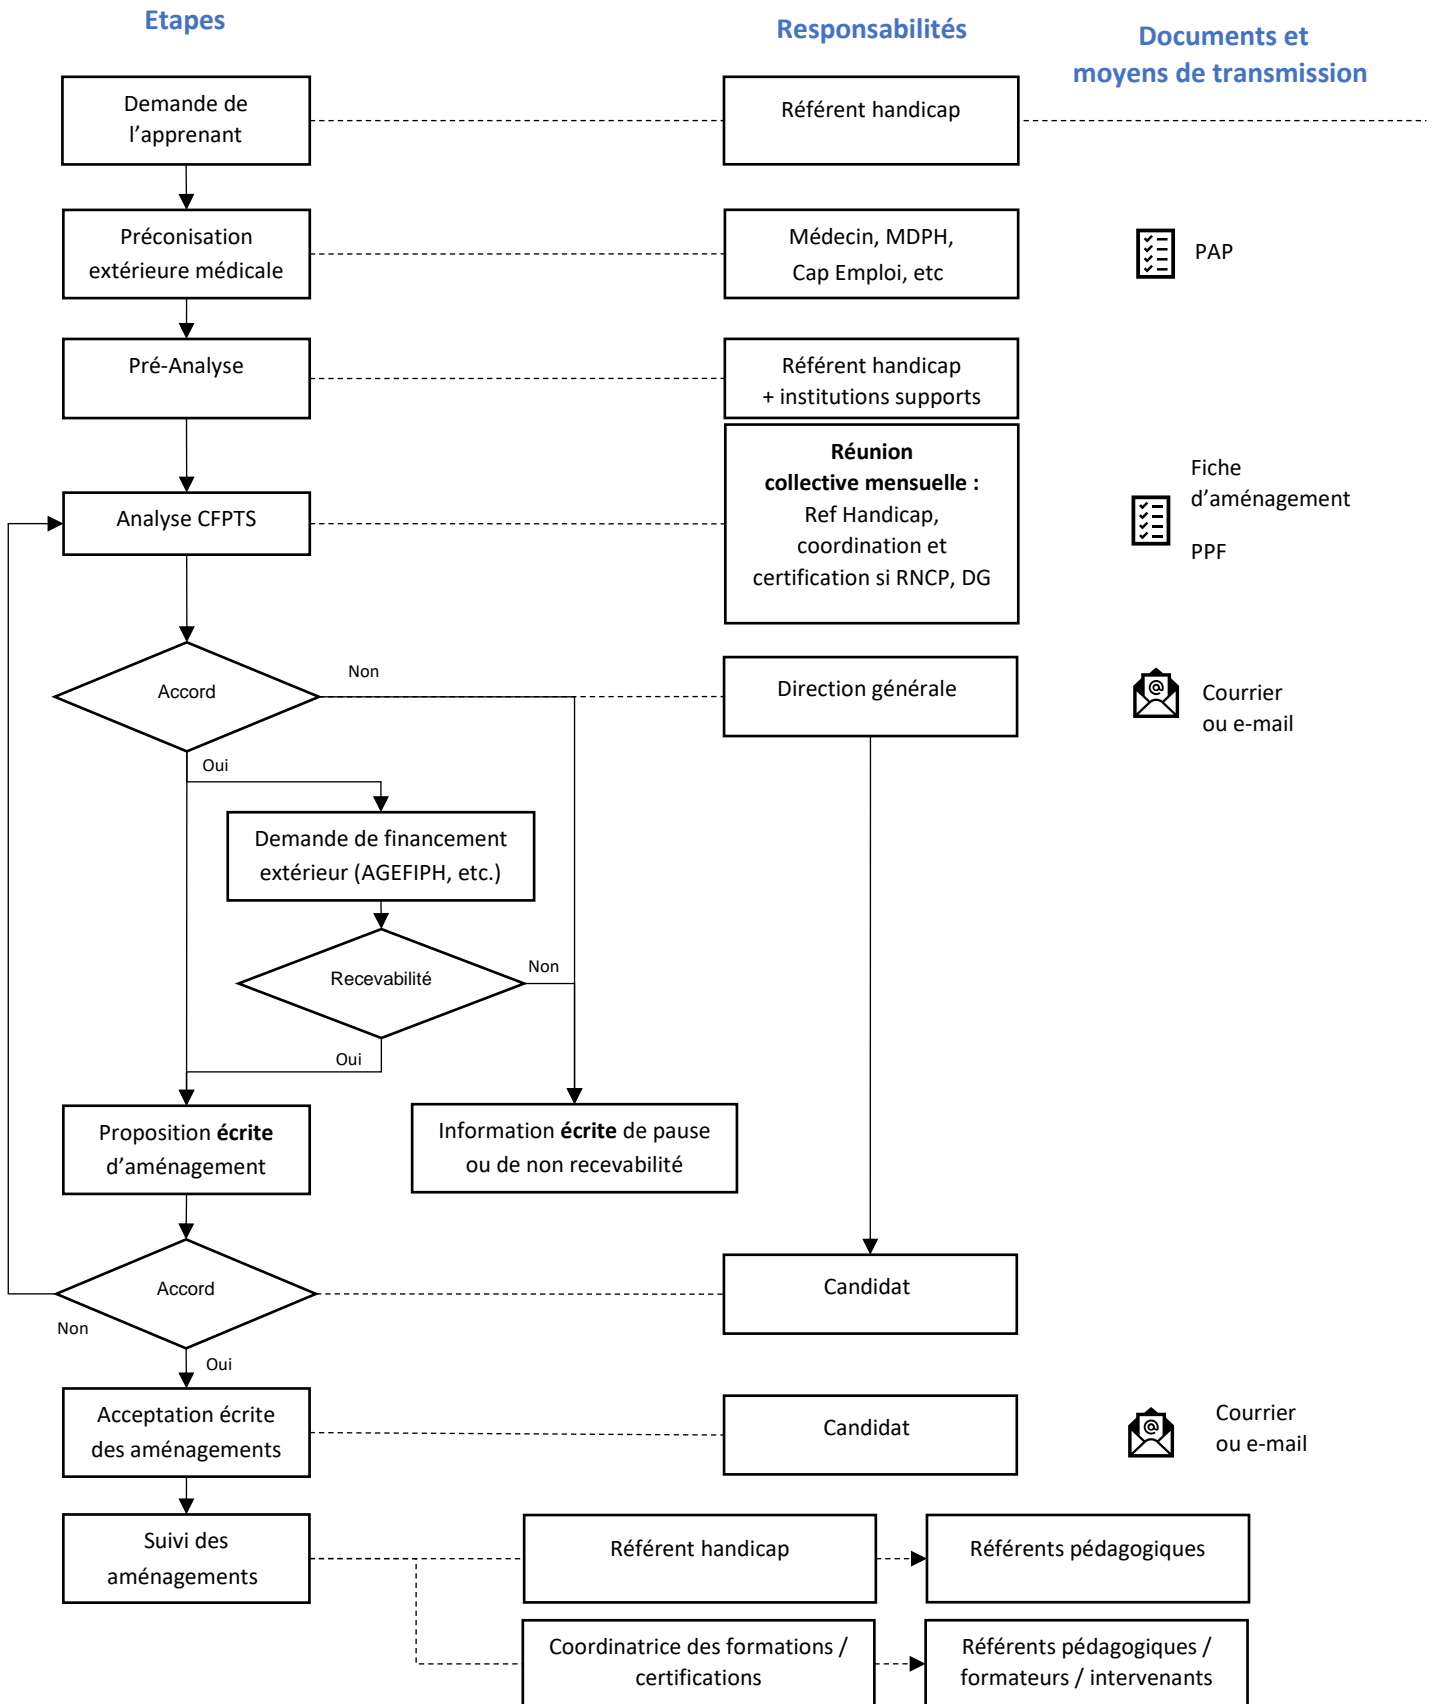 Etapes
Responsabilités
Documents et
moyens de transmission
Demande de
l’apprenant
Référent handicap
Préconisation
extérieure médicale
Médecin, MDPH,
Cap Emploi, etc
PAP
Pré-Analyse
Référent handicap
+ institutions supports
Analyse CFPTS
Réunion
collective mensuelle :
Ref Handicap,
coordination et
certification si RNCP, DG
Fiche
d’aménagement
PPF
Accord
Non
Direction générale
Courrier
ou e-mail
Oui
Demande de financement
extérieur (AGEFIPH, etc.)
Recevabilité
Non
Oui
Proposition écrite
d’aménagement
Information écrite de pause
ou de non recevabilité
Accord
Candidat
Non
Oui
Acceptation écrite
des aménagements
Candidat
Courrier
ou e-mail
Suivi des
aménagements
Référent handicap
Référents pédagogiques
Coordinatrice des formations /
certifications
Référents pédagogiques /
formateurs / intervenants